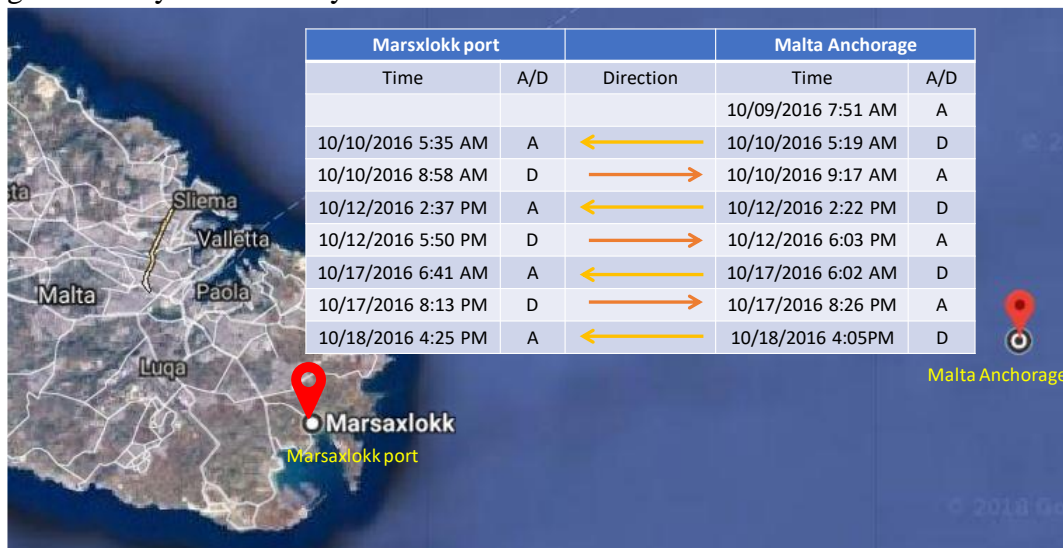 Marsxlokk port Malta Anchorage
Time A/D Direction Time A/D
10/09/2016 7:51 AM A
10/10/2016 5:35 AM A 10/10/2016 5:19 AM D
10/10/2016 8:58 AM D 10/10/2016 9:17 AM A
10/12/2016 2:37 PM A 10/12/2016 2:22 PM D
10/12/2016 5:50 PM D 10/12/2016 6:03 PM A
10/17/2016 6:41 AM A 10/17/2016 6:02 AM D
10/17/2016 8:13 PM D 10/17/2016 8:26 PM A
10/18/2016 4:25 PM A 10/18/2016 4:05PM D
Sliema
Valletta
Malta
Paola
Luqa
Malta Anchorage
Marsaxlokk
Marsaxlokk port
© 2018 Go